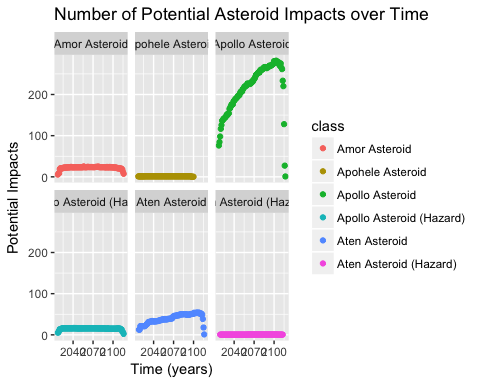 Number of Potential Asteroid Impacts over Time
Amor Asteroid
pohele Asteroi
Apollo Asteroid
200
100
0
o Asteroid (Ha
Aten Asteroid
Asteroid (Haz
200
100
0
2040 2070 2100
2040 2070 2100
2040 2070 2100
Potential Impacts
Time (years)
class
Amor Asteroid
Apohele Asteroid
Apollo Asteroid
Apollo Asteroid (Hazard)
Aten Asteroid
Aten Asteroid (Hazard)